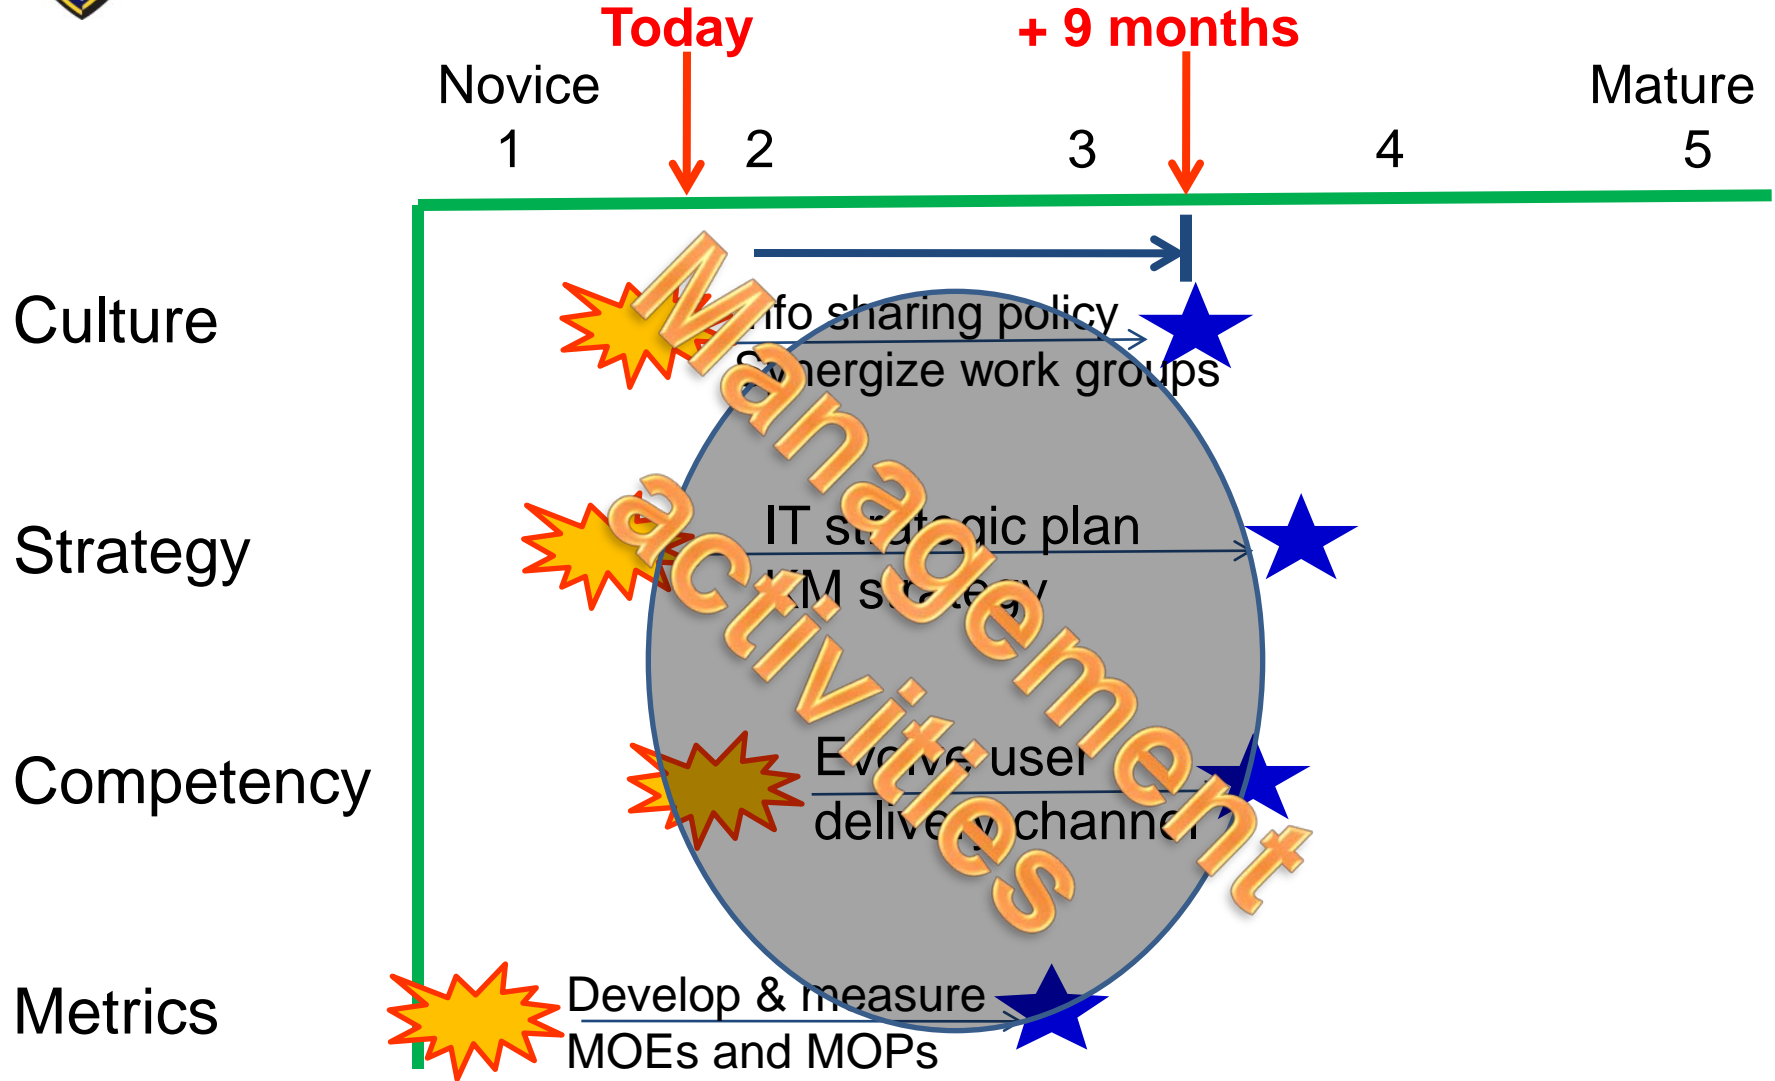 Today
+ 9 months
Novice
Mature
1 2 3 4 5
Culture
Info sharing policy
Synergize work groups
Strategy
IT strategic plan
KM strategy
Competency
Evolve user
delivery channel
Metrics
Develop & measure
MOEs and MOPs
Management
activities